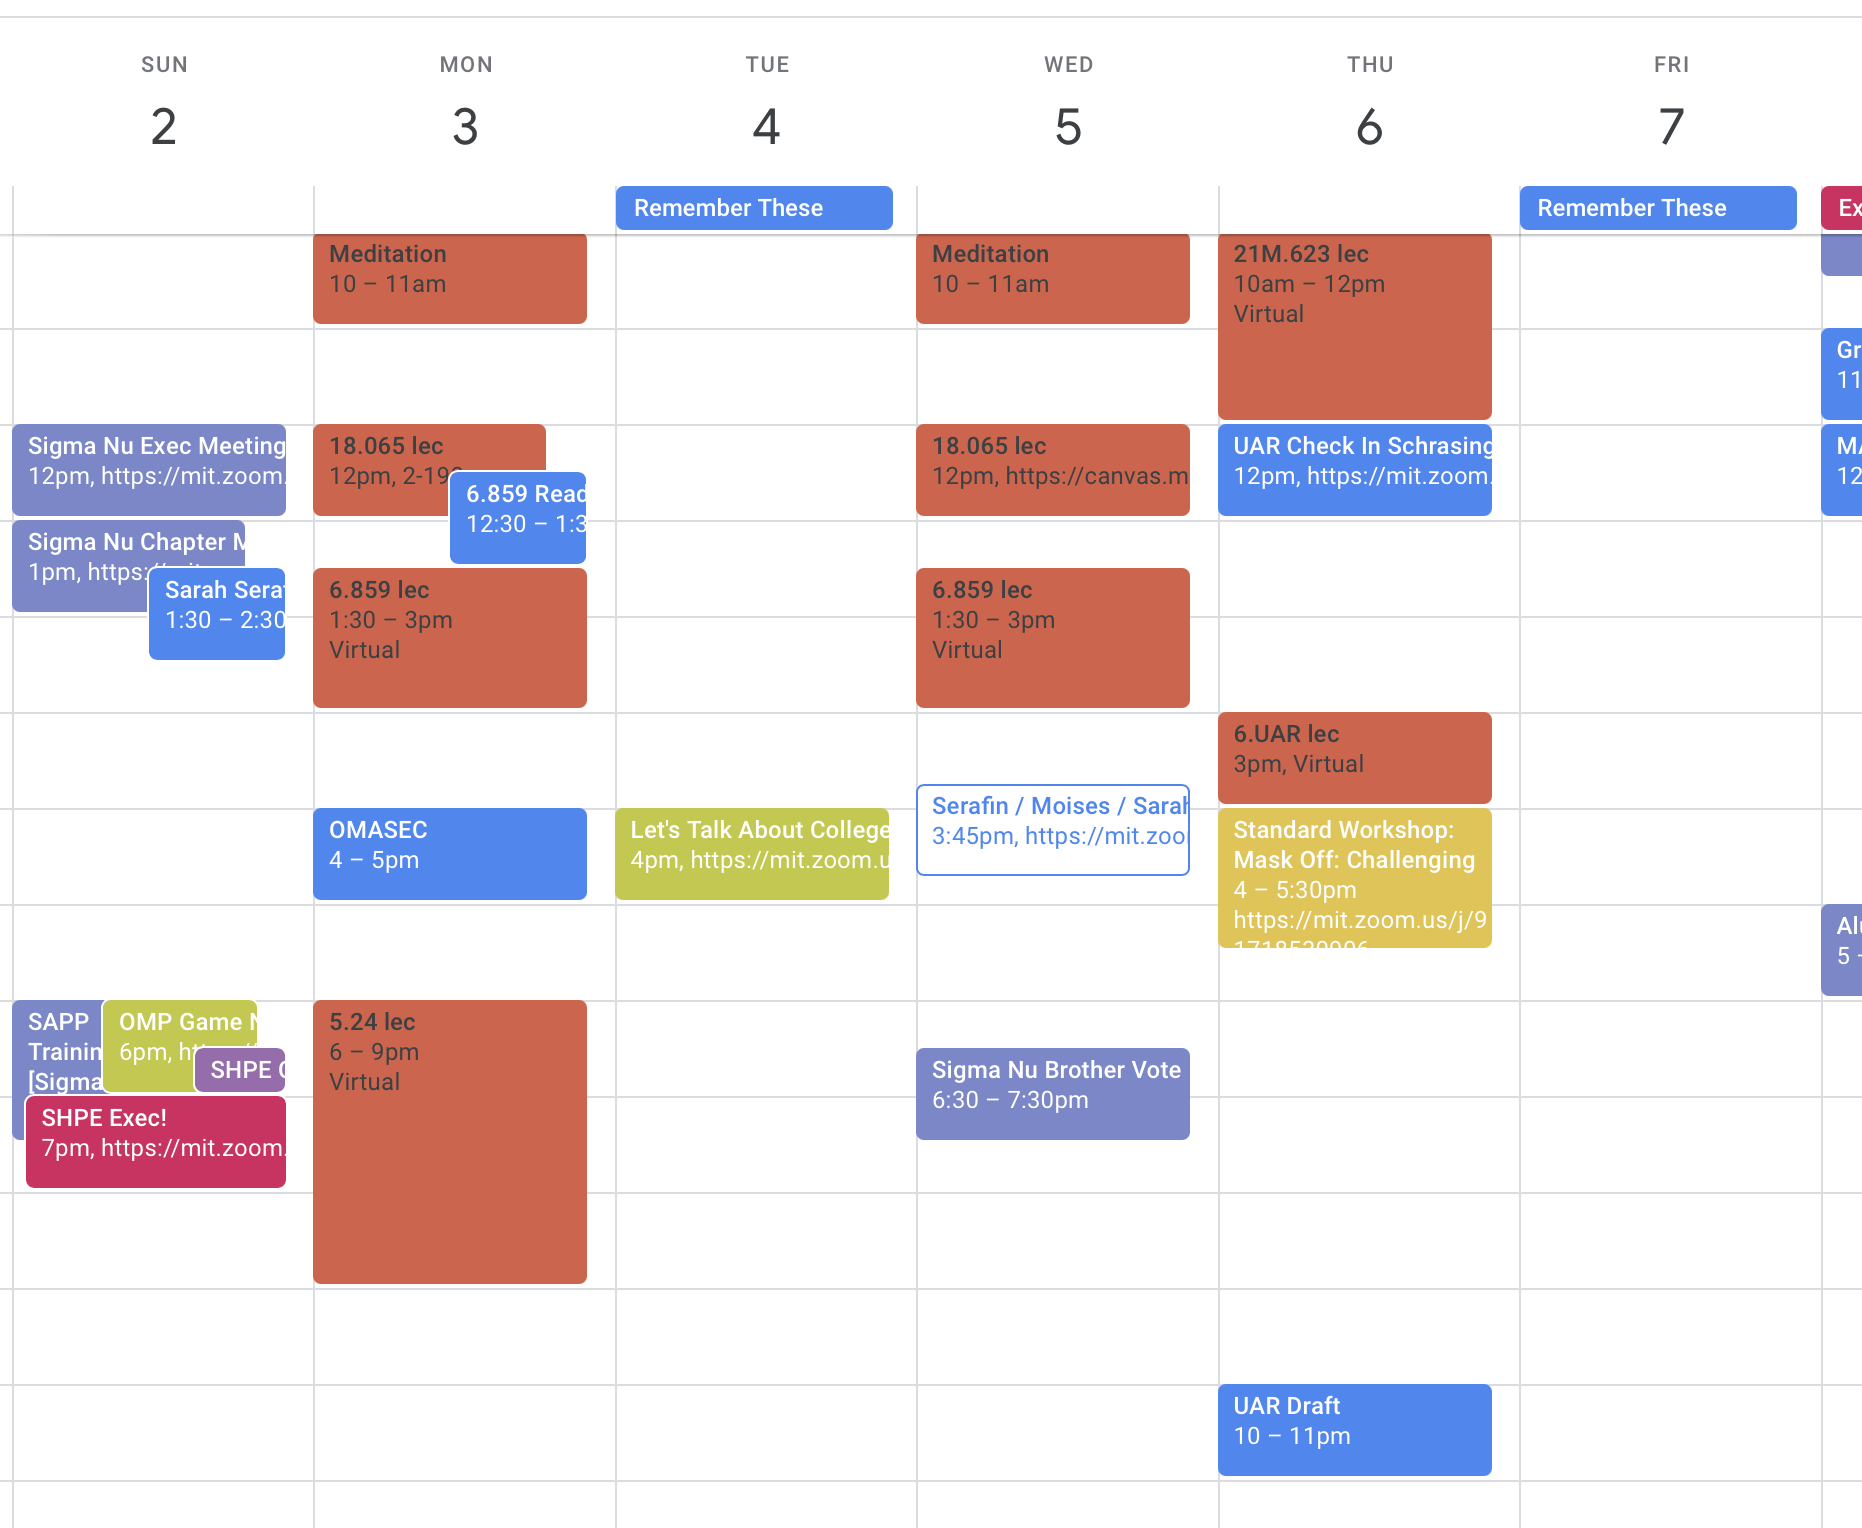 SUN
2
MON
3
TUE
4
WED
5
THU
6
FRI
7
Remember These
Remember These
Sigma Nu Exec Meeting
12pm, https://mit.zoom.
Sigma Nu Chapter
1pm,
Sarah
1:30 – 2:30
SAPP
[Sigma
OMP Game
6pm,
SHPE
SHPE Exec!
7pm, https://mit.zoom.
Meditation
10 – 11am
18.065 lec
12pm,
6.859 Read
12:30 – 1:3
6.859 lec
1:30 – 3pm
Virtual
OMASEC
4 – 5pm
5.24 lec
6 – 9pm
Virtual
Let's Talk About College
4pm, https://mit.zoom.u
Meditation
10 – 11am
18.065 lec
12pm, https://canvas.m
6.859 lec
1:30 – 3pm
Virtual
Serafin / Moises / Sarah
3:45pm, https://mit.zoo
Sigma Nu Brother Vote
6:30 – 7:30pm
21M.623 lec
10am – 12pm
Virtual
UAR Check In Schrasing
12pm, https://mit.zoom.
6.UAR lec
3pm, Virtual
Standard Workshop:
Mask Off: Challenging
4 – 5:30pm
https://mit.zoom.us/j/9
UAR Draft
10 – 11pm
Ex
Gr
11
12
5